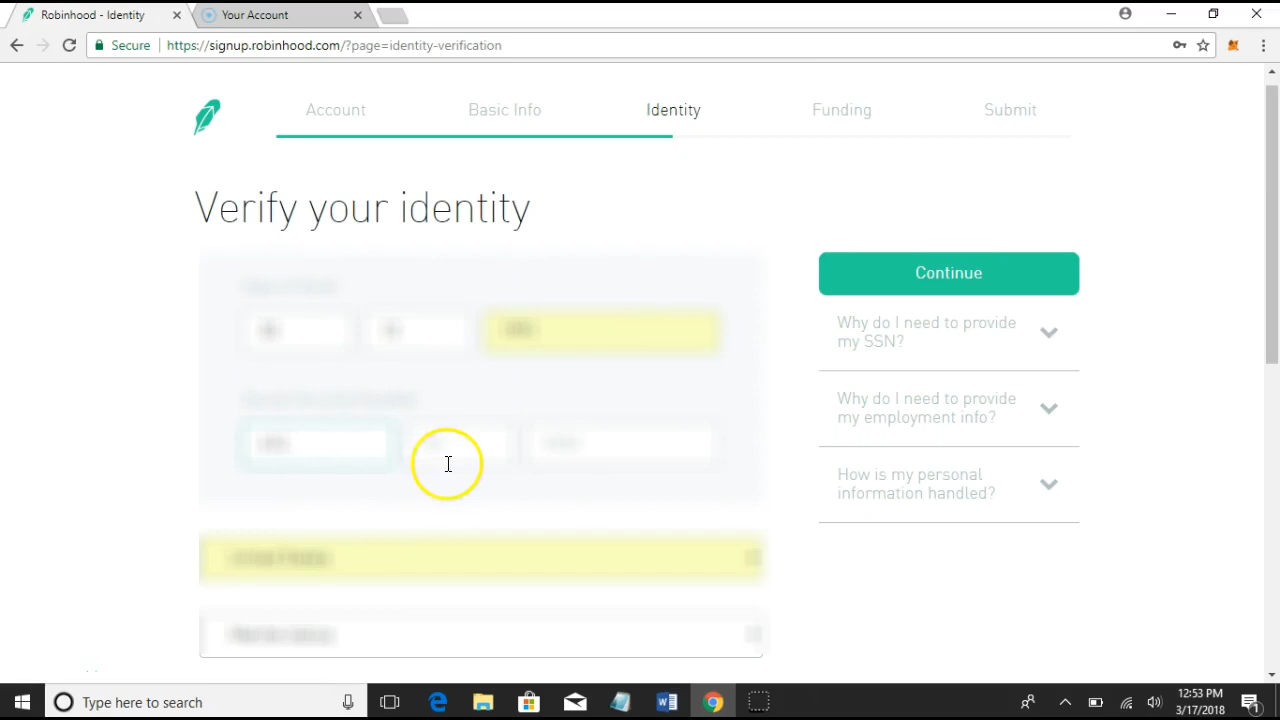 Robinhood - Identity
Your Account
Secure
https://signup.robinhood.com/?page=identity-verification
Account
Basic Info
Identity
Funding
Submit
Verify your identity
Continue
Why do I need to provide
my SSN?
Why do I need to provide
my employment info?
How is my personal
information handled?
Type here to search
12:53 PM
3/17/2018
1